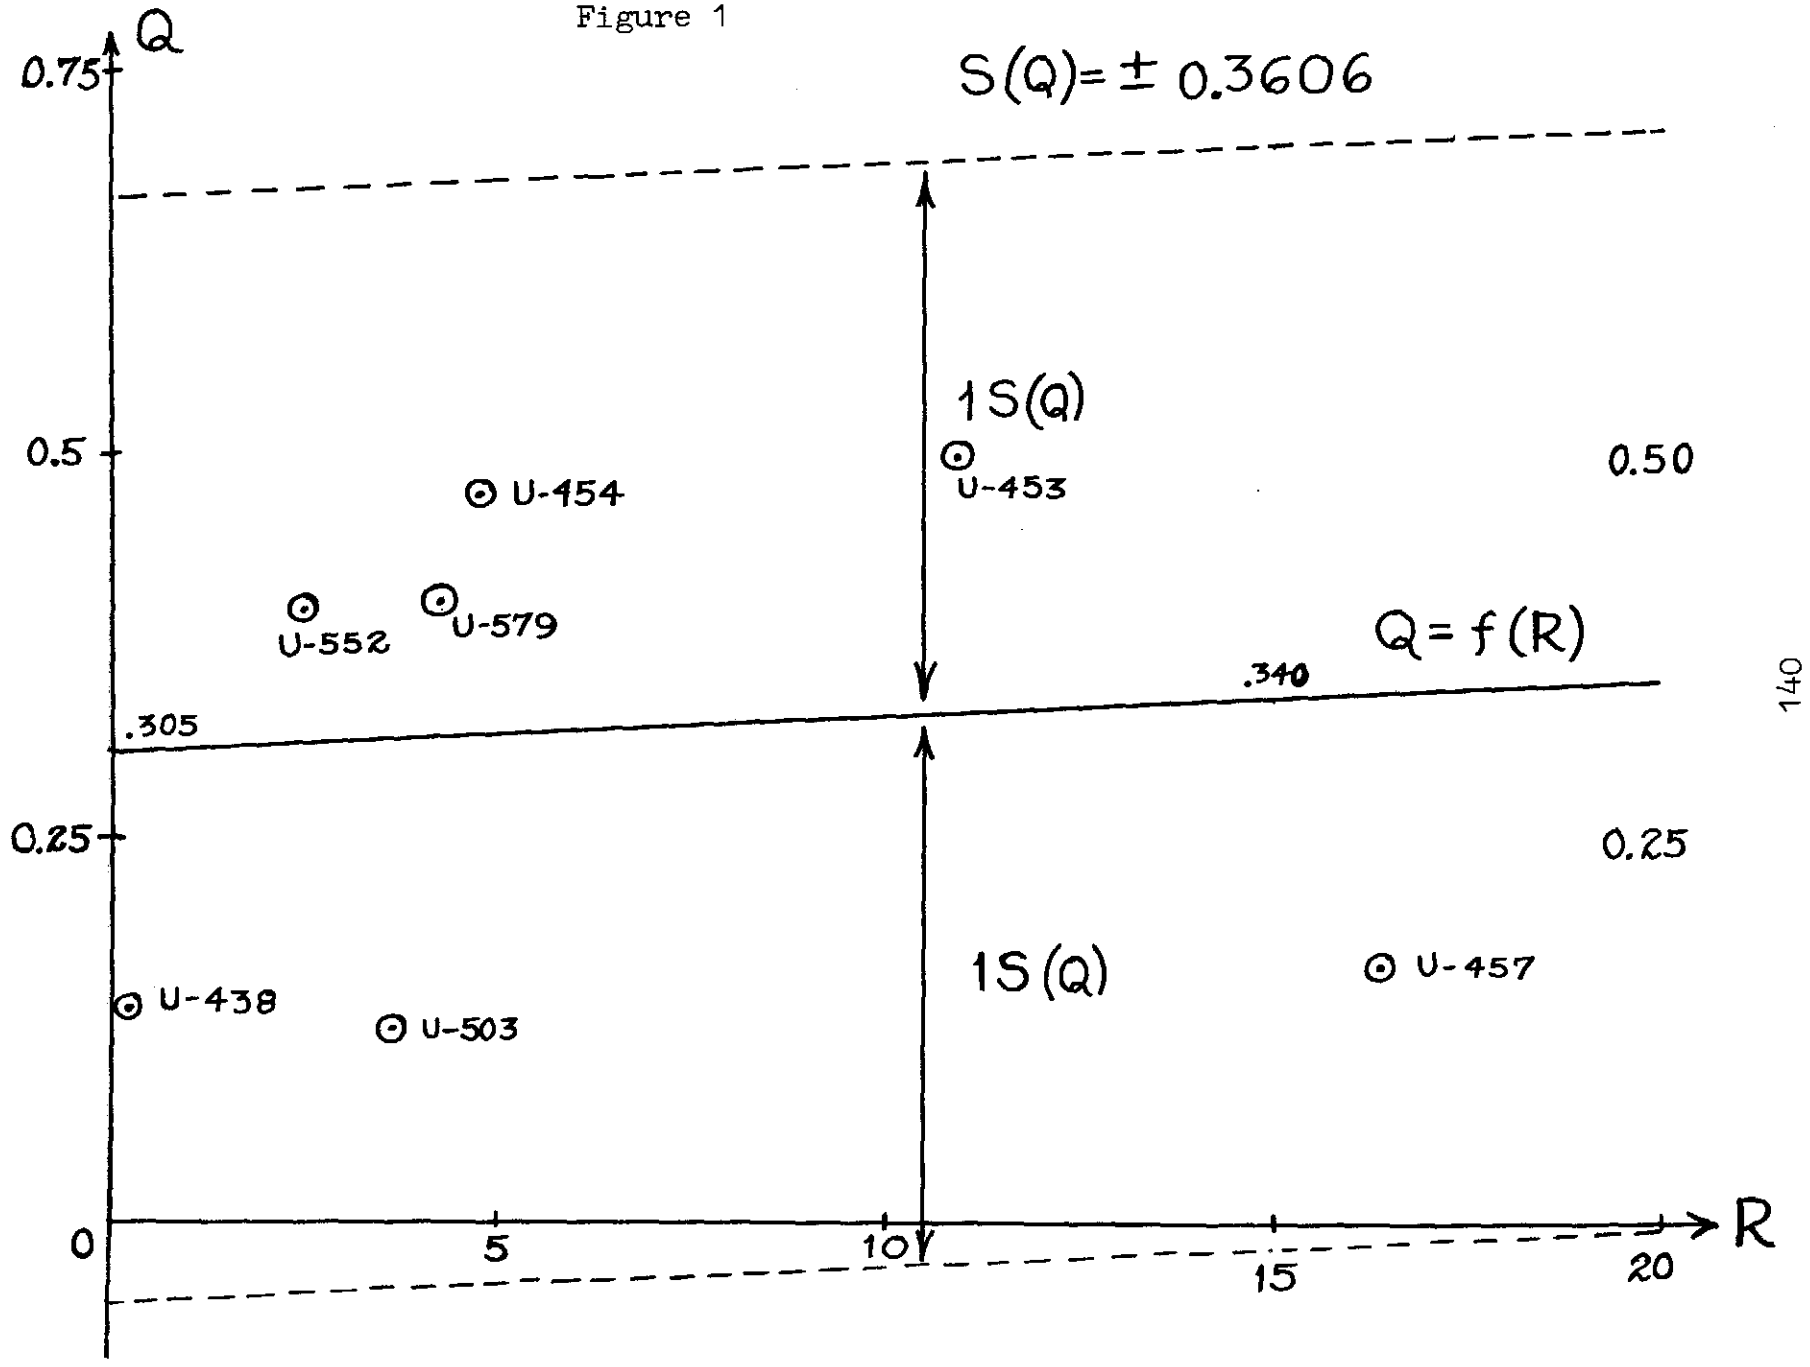 Figure 1
Q
0.75
S(Q)= ± 0.3606
1S(Q)
0.5
U-454
U-453
0.50
U-552
U-579
Q = f(R)
.340
140
.305
0.25
0.25
1S(Q)
U-457
U-438
U-503
R
0
5
10
15
20